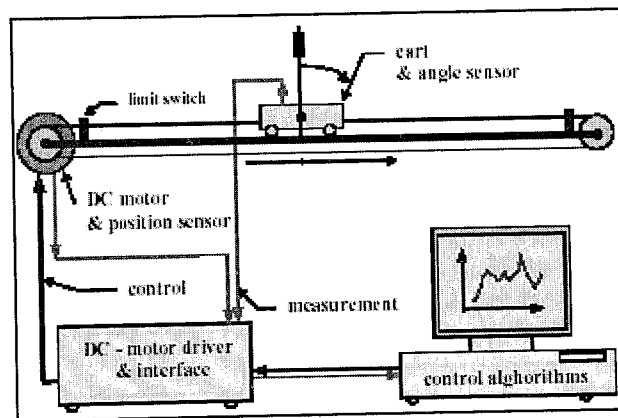 cart
& angle sensor
limit switch
DC motor
& position sensor
control
measurement
DC - motor driver
& interface
control alghorithms